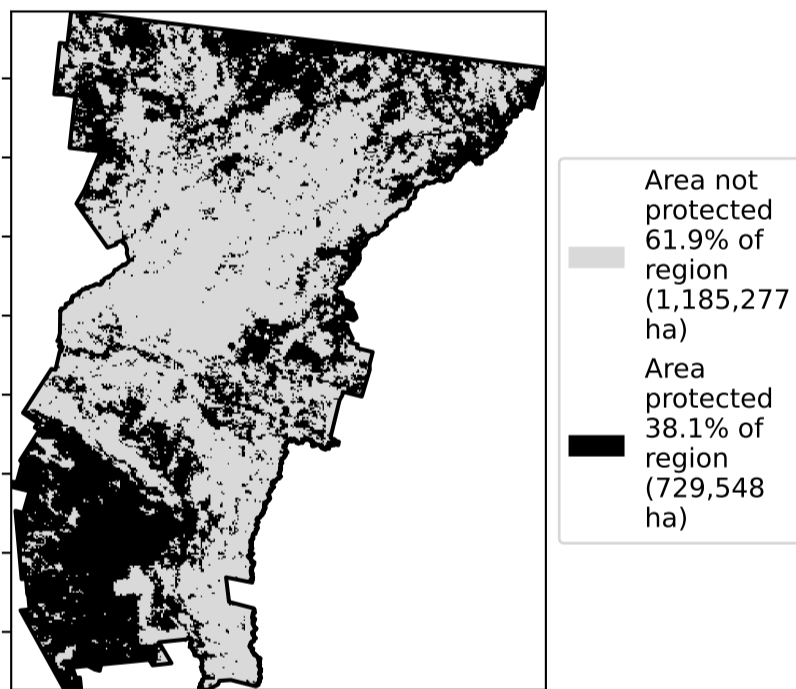 Area not
protected
61.9% of
region
(1,185,277
ha)
Area
protected
38.1% of
region
(729,548
ha)